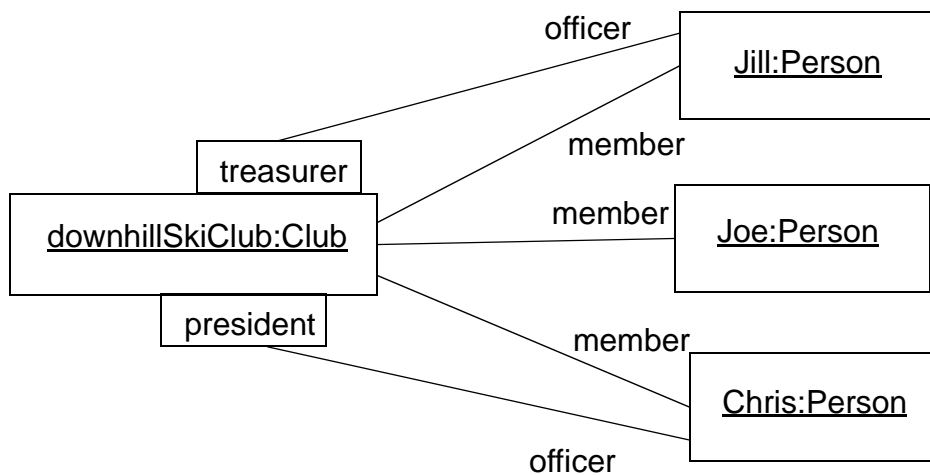 officer
Jill:Person
member
treasurer
member
downhillSkiClub:Club
Joe:Person
president
member
Chris:Person
officer